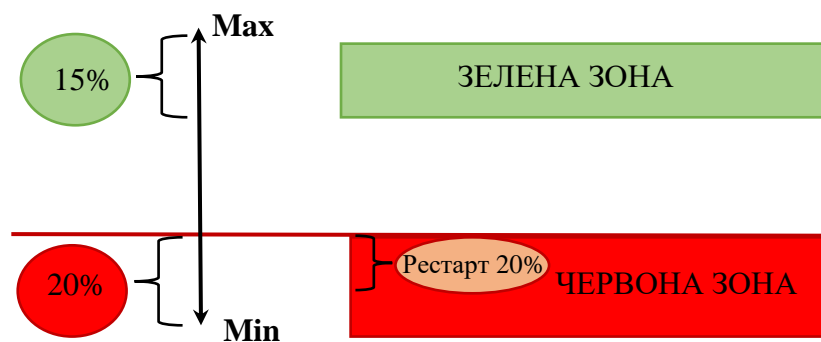 Max
15%
ЗЕЛЕНА ЗОНА
Рестарт 20%
20%
ЧЕРВОНА ЗОНА
Min